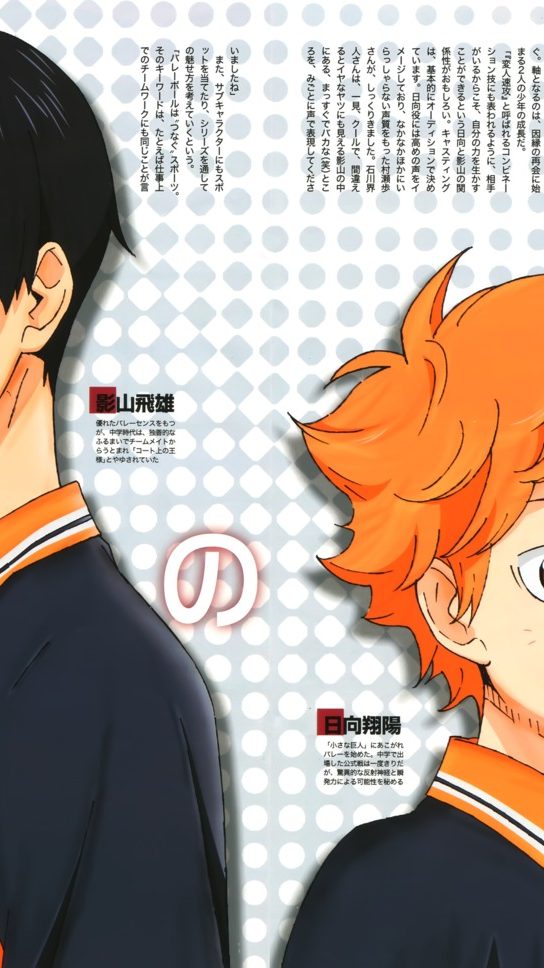 ぐ。軸となるのは、因縁の再会に始
まる2人の少年の成長だ。
「『変人速攻』と呼ばれるコンビネー
ション技にも表われるように、相手
がいるからこそ、自分の力を生かす
ことができるという日向と影山の関
係性がおもしろい。キャスティング
は、基本的にオーディションで決め
ています。日向役には高めの声をイ
メージしており、なかなかほかにい
らっしゃらない声質をもった村瀬歩
さんが、しっくりきました。石川界
人さんは、一見、クールで、間違え
るとイヤなヤツにも見える影山の中
にある、まっすぐでバカな(笑)とこ
ろを、みごとに声で表現してくださ
いましたね」
また、サブキャラクターにもスポ
ットを当てたり、シリーズを通して
の魅せ方を考えていくという。
「バレーボールは〝つなぐ〟スポーツ。
そのキーワードは、たとえば仕事上
でのチームワークにも同じことが言
影山飛雄
優れたバレーセンスをもつ
が、中学時代は、独善的な
ふるまいでチームメイトか
らうとまれ「コート上の王
様」とやゆされていた
の
日向翔陽
「小さな巨人」にあこがれ
バレーを始めた。中学で出
場した公式戦は一度きりだ
が、驚異的な反射神経と瞬
発力による可能性を秘める